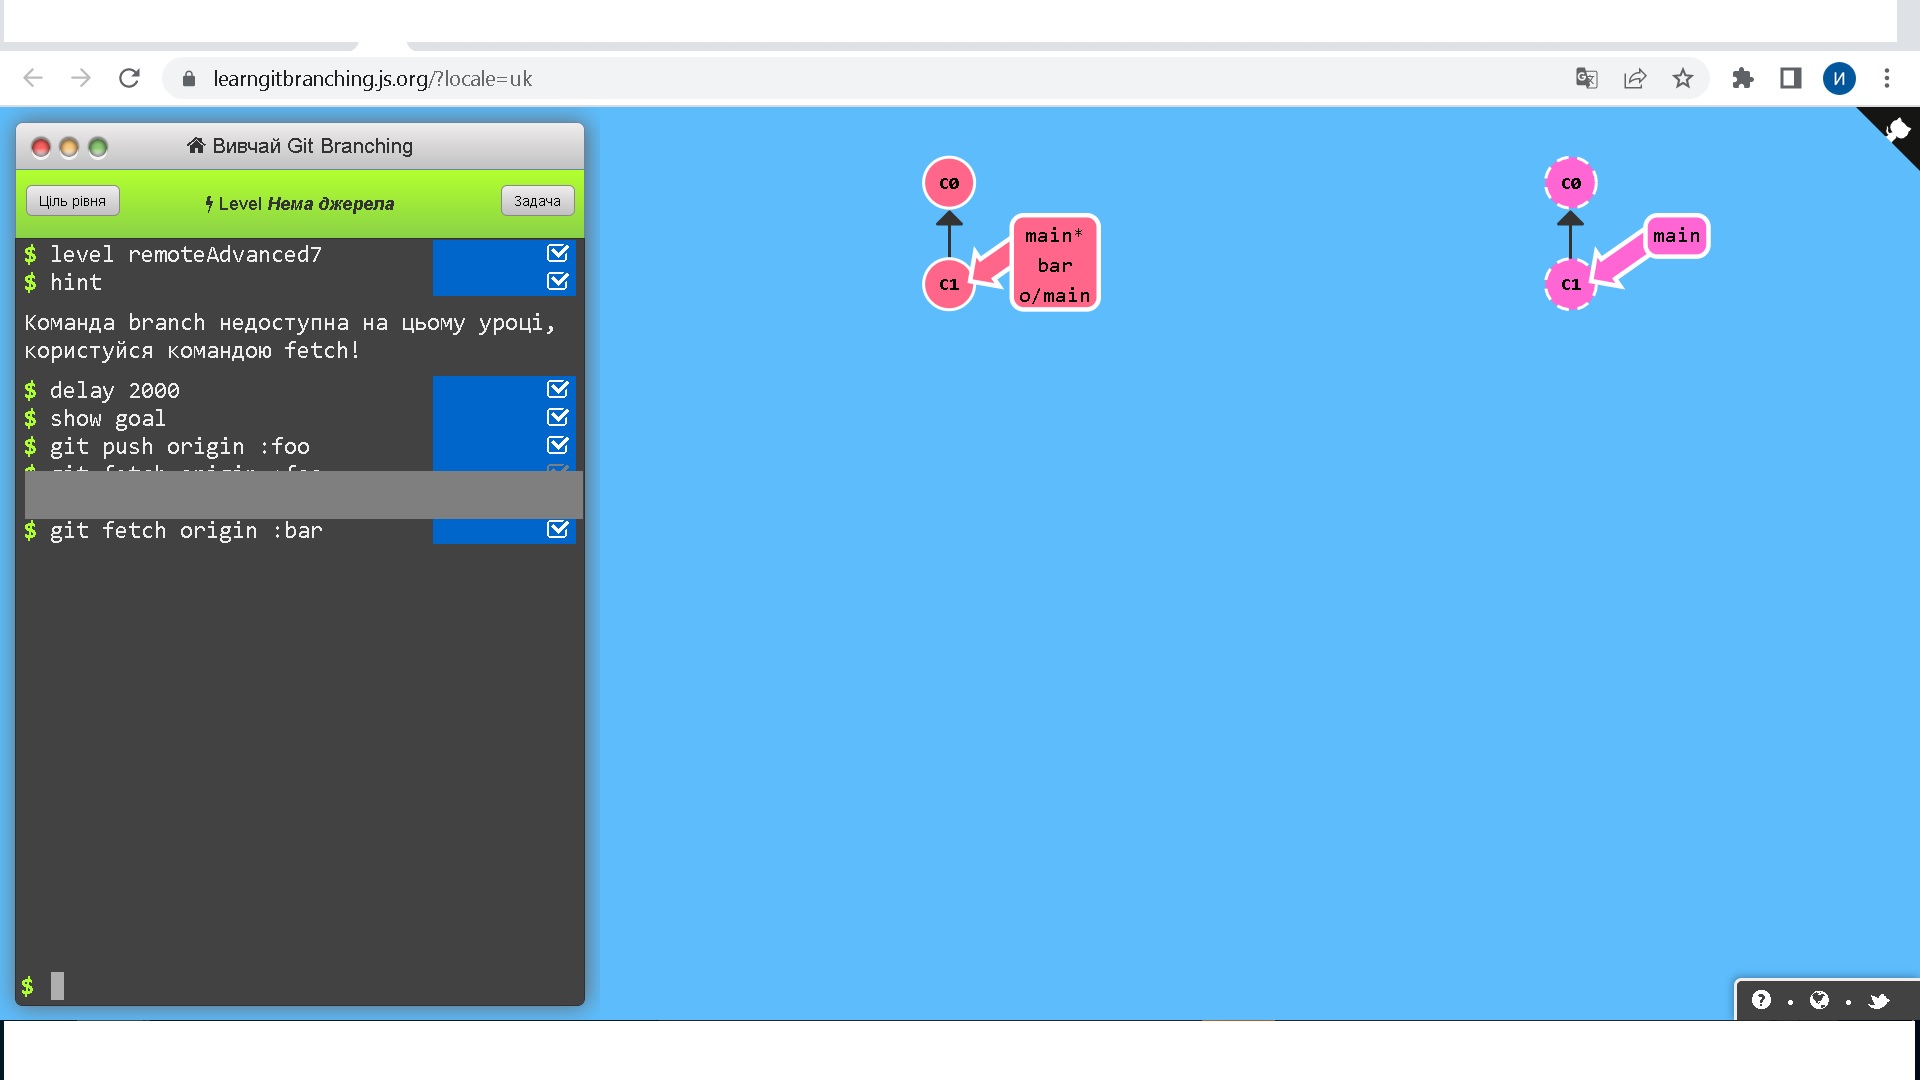 learngitbranching.js.org/?locale=uk
И
Вивчай Git Branching
Ціль рівня
Level Нема джерела
Задача
$ level remoteAdvanced7
$ hint
Команда branch недоступна на цьому уроці,
користуйся командою fetch!
$ delay 2000
$ show goal
$ git push origin :foo
$ git fetch origin :bar
$
C0
C1
main*
bar
o/main
C0
C1
main